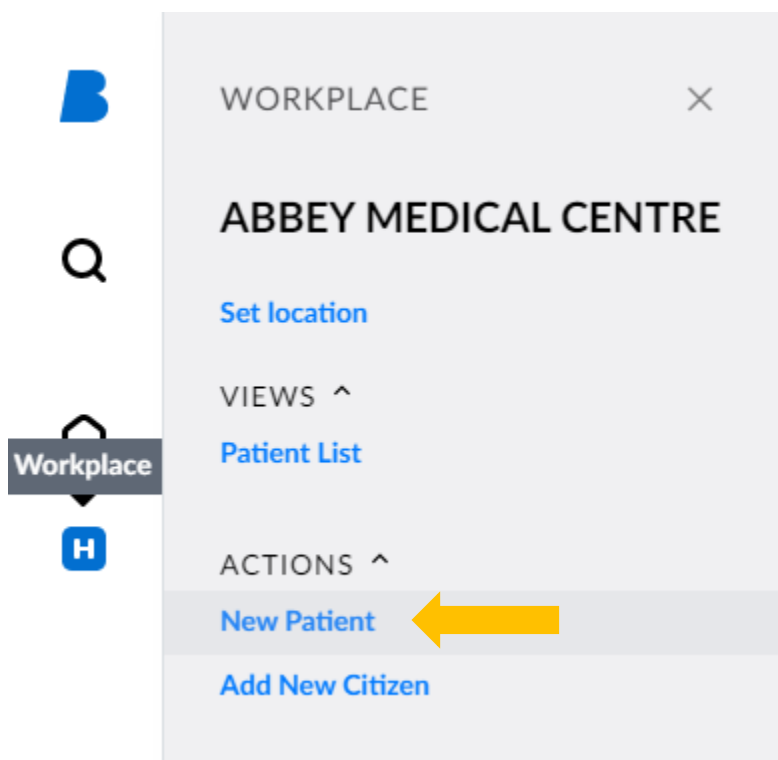 WORKPLACE
ABBEY MEDICAL CENTRE
Set location
VIEWS
Patient List
Workplace
H
ACTIONS
New Patient
Add New Citizen